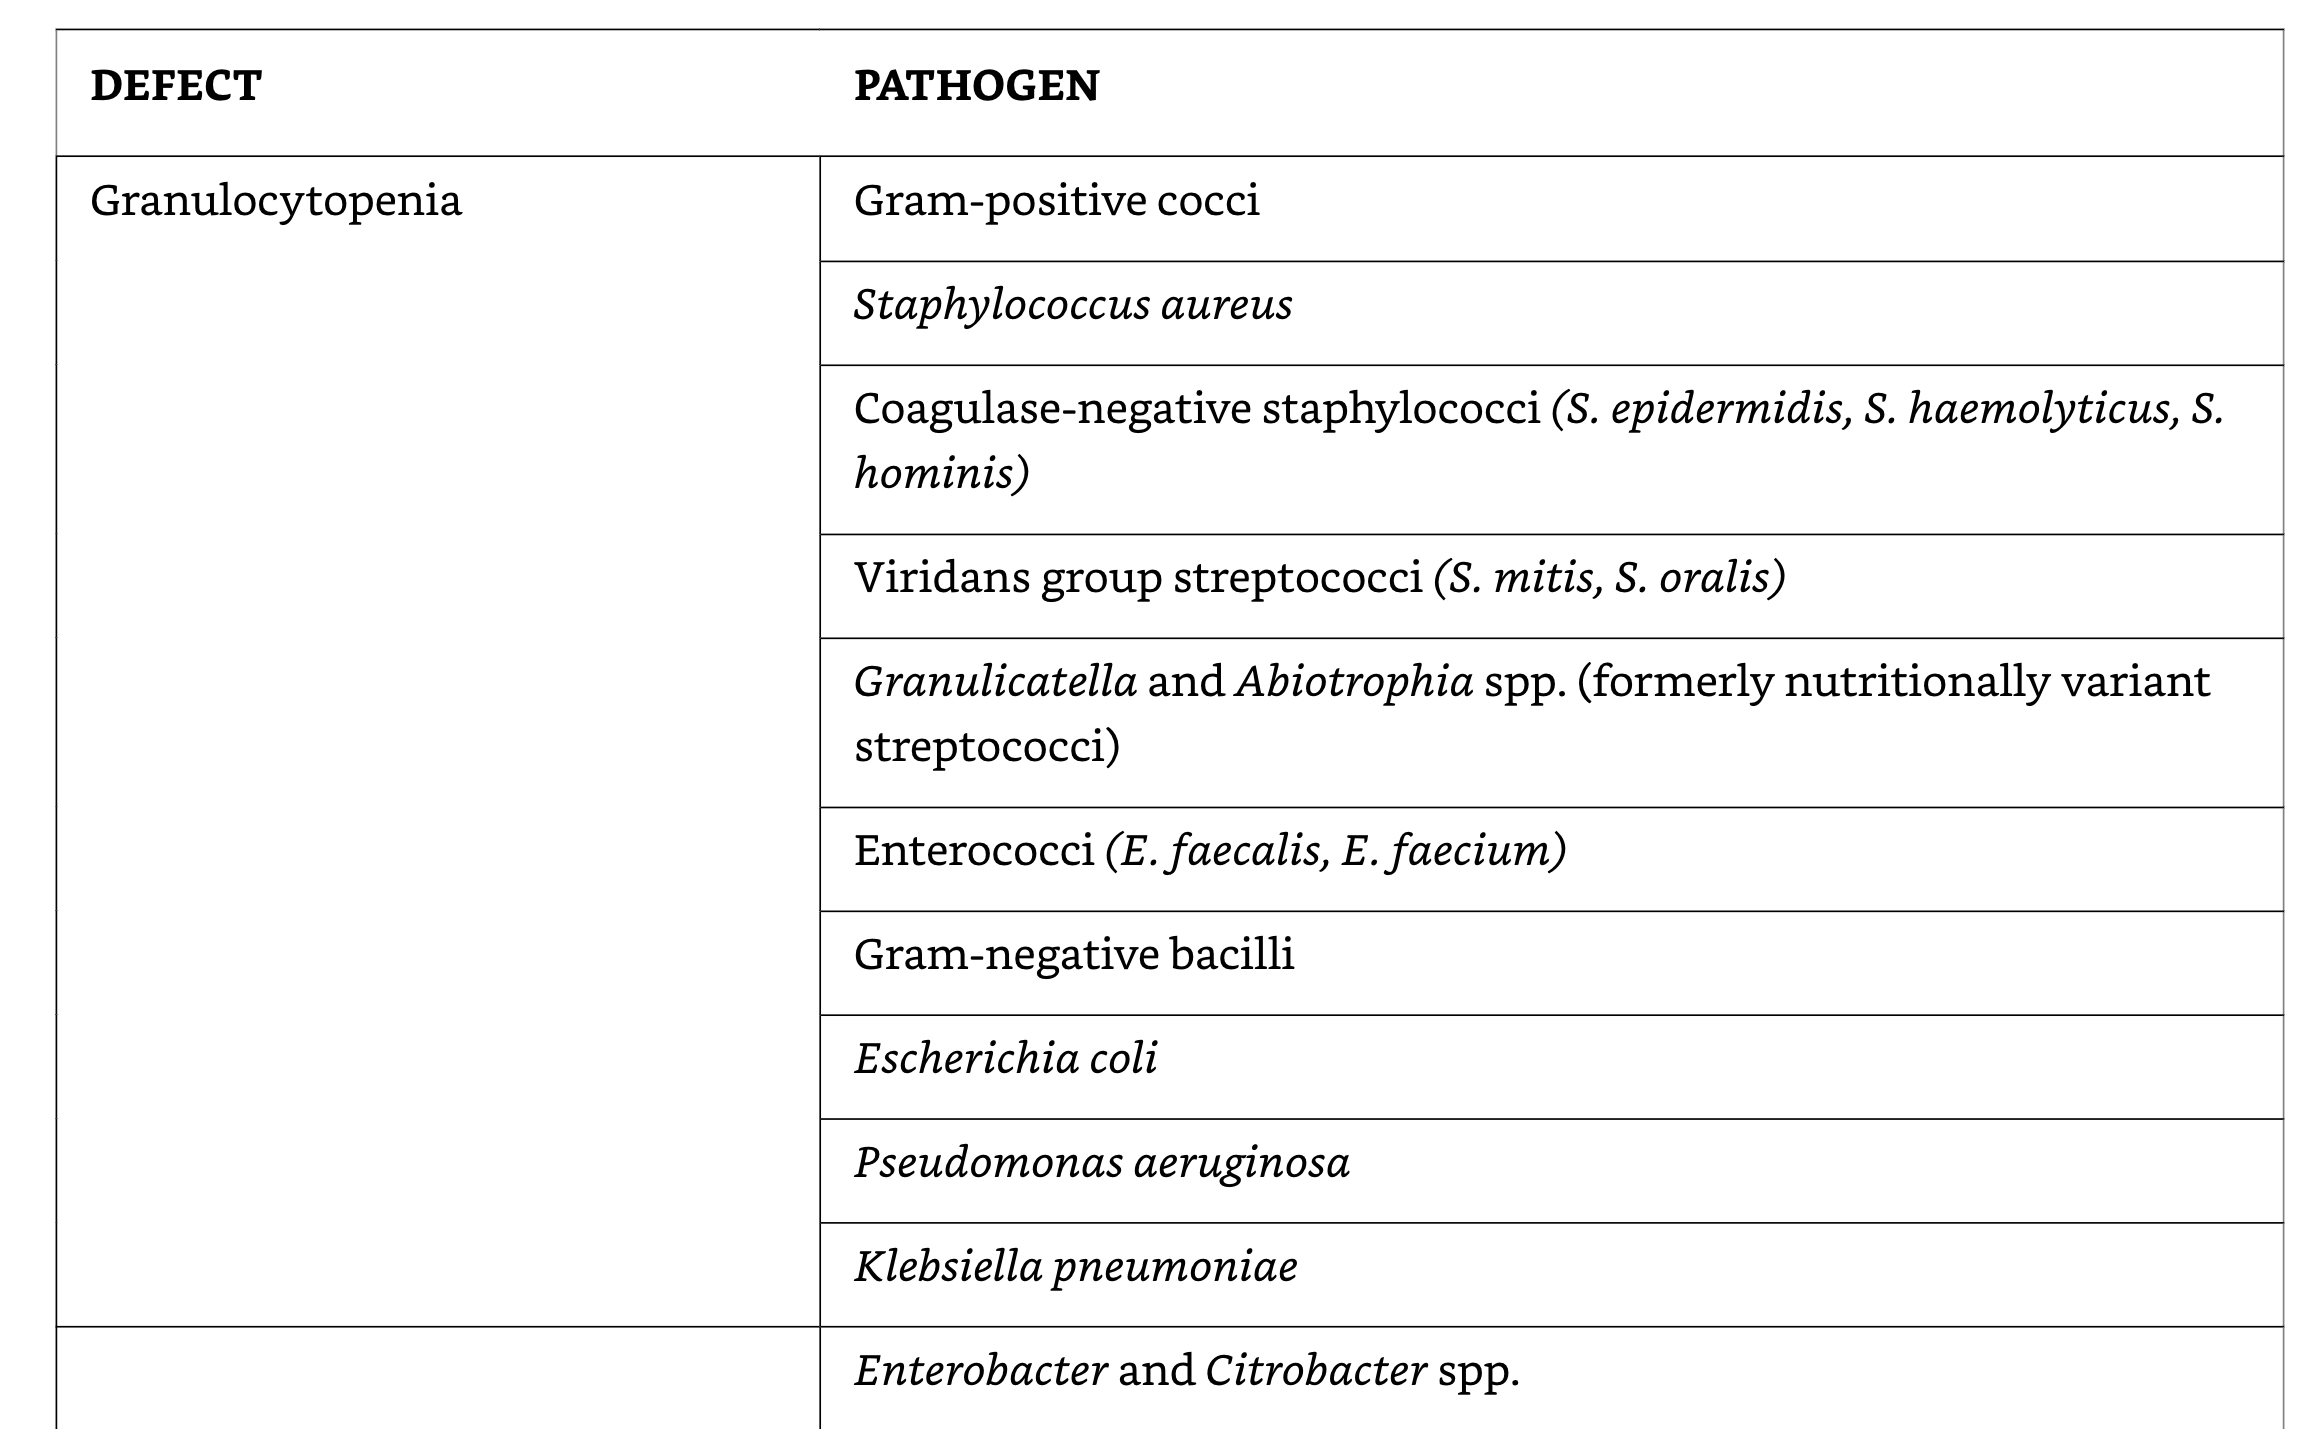 DEFECT PATHOGEN
Granulocytopenia Gram-positive cocci
Staphylococcus aureus
Coagulase-negative staphylococci (S. epidermidis, S. haemolyticus, S.
hominis)
Viridans group streptococci (S. mitis, S. oralis)
Granulicatella and Abiotrophia spp. (formerly nutritionally variant
streptococci)
Enterococci (E. faecalis, E. faecium)
Gram-negative bacilli
Escherichia coli
Pseudomonas aeruginosa
Klebsiella pneumoniae
Enterobacter and Citrobacter spp.